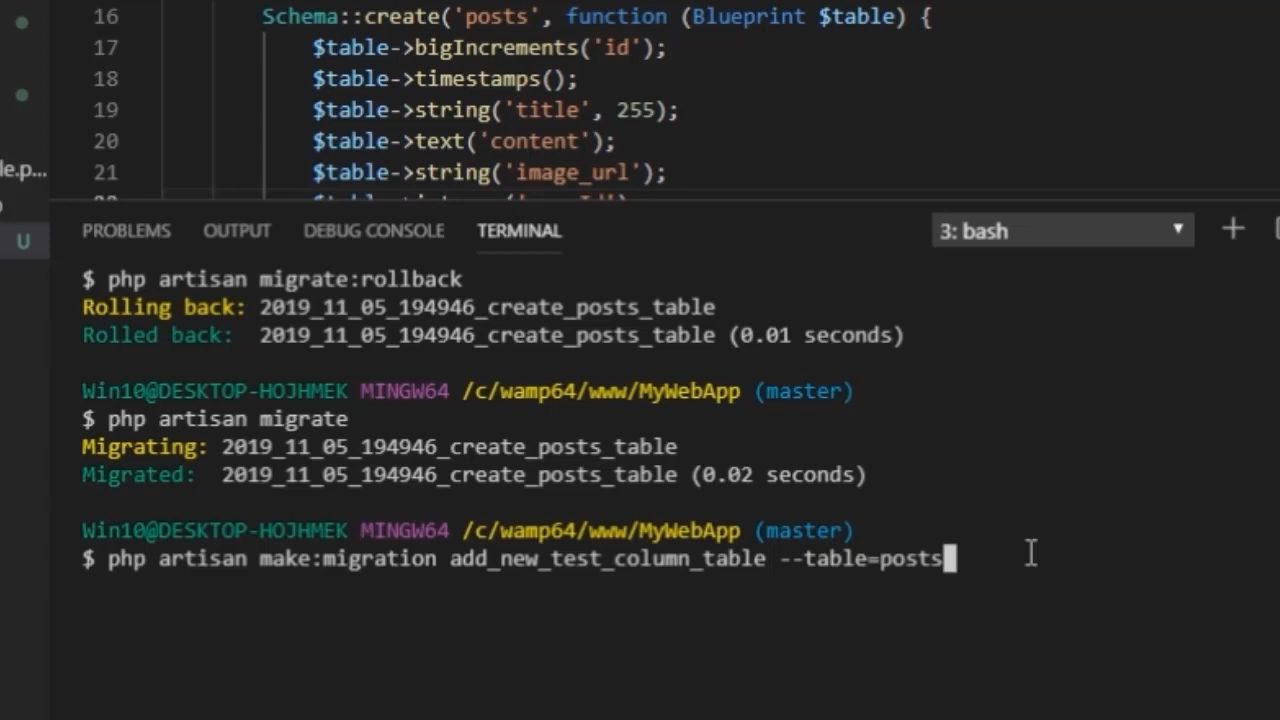 16 Schema::create('posts', function (Blueprint $table) {
17 $table->bigIncrements('id');
18 $table->timestamps();
19 $table->string('title', 255);
20 $table->text('content');
le.p... 21 $table->string('image_url');
U PROBLEMS OUTPUT DEBUG CONSOLE TERMINAL 3: bash
$ php artisan migrate:rollback
Rolling back: 2019_11_05_194946_create_posts_table
Rolled back: 2019_11_05_194946_create_posts_table (0.01 seconds)
Win10@DESKTOP-HOJHMEK MINGW64 /c/wamp64/www/MyWebApp (master)
$ php artisan migrate
Migrating: 2019_11_05_194946_create_posts_table
Migrated: 2019_11_05_194946_create_posts_table (0.02 seconds)
Win10@DESKTOP-HOJHMEK MINGW64 /c/wamp64/www/MyWebApp (master)
$ php artisan make:migration add_new_test_column_table --table=posts